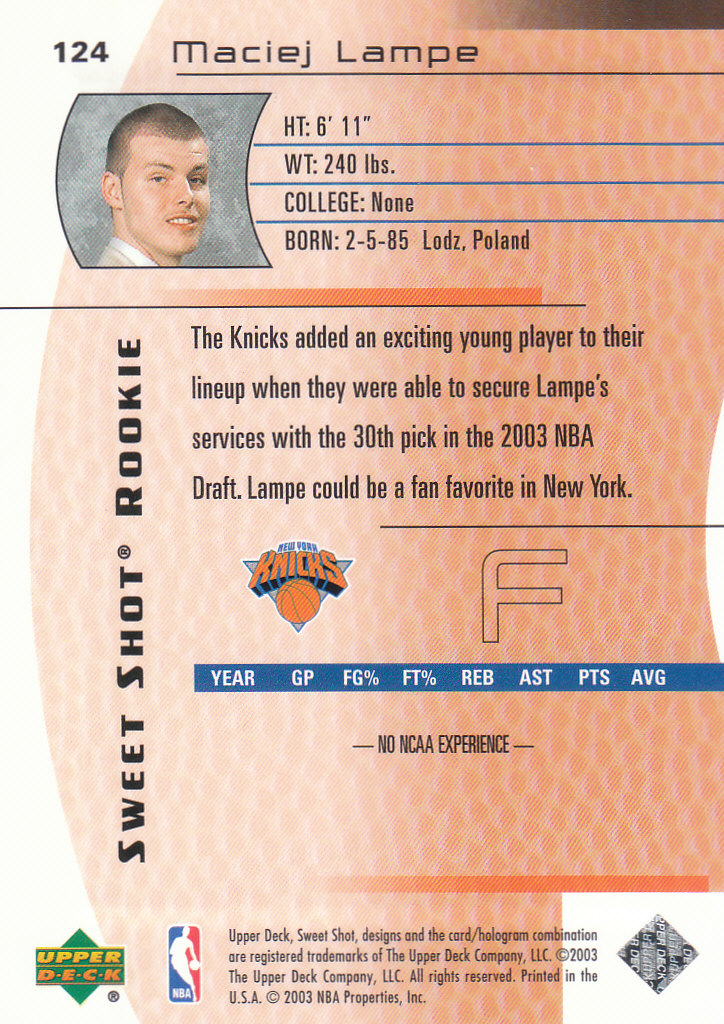 124 Maciej Lampe
HT: 6' 11"
WT: 240 lbs.
COLLEGE: None
BORN: 2-5-85 Lodz, Poland
SWEET SHOT® ROOKIE
The Knicks added an exciting young player to their
lineup when they were able to secure Lampe's
services with the 30th pick in the 2003 NBA
Draft. Lampe could be a fan favorite in New York.
NEW YORK
KNICKS
F
YEAR GP FG% FT% REB AST PTS AVG
— NO NCAA EXPERIENCE —
UPPER
D·E·C·K
®
NBA
Upper Deck, Sweet Shot, designs and the card/hologram combination
are registered trademarks of The Upper Deck Company, LLC. ©2003
The Upper Deck Company, LLC. All rights reserved. Printed in the
U.S.A. © 2003 NBA Properties, Inc.